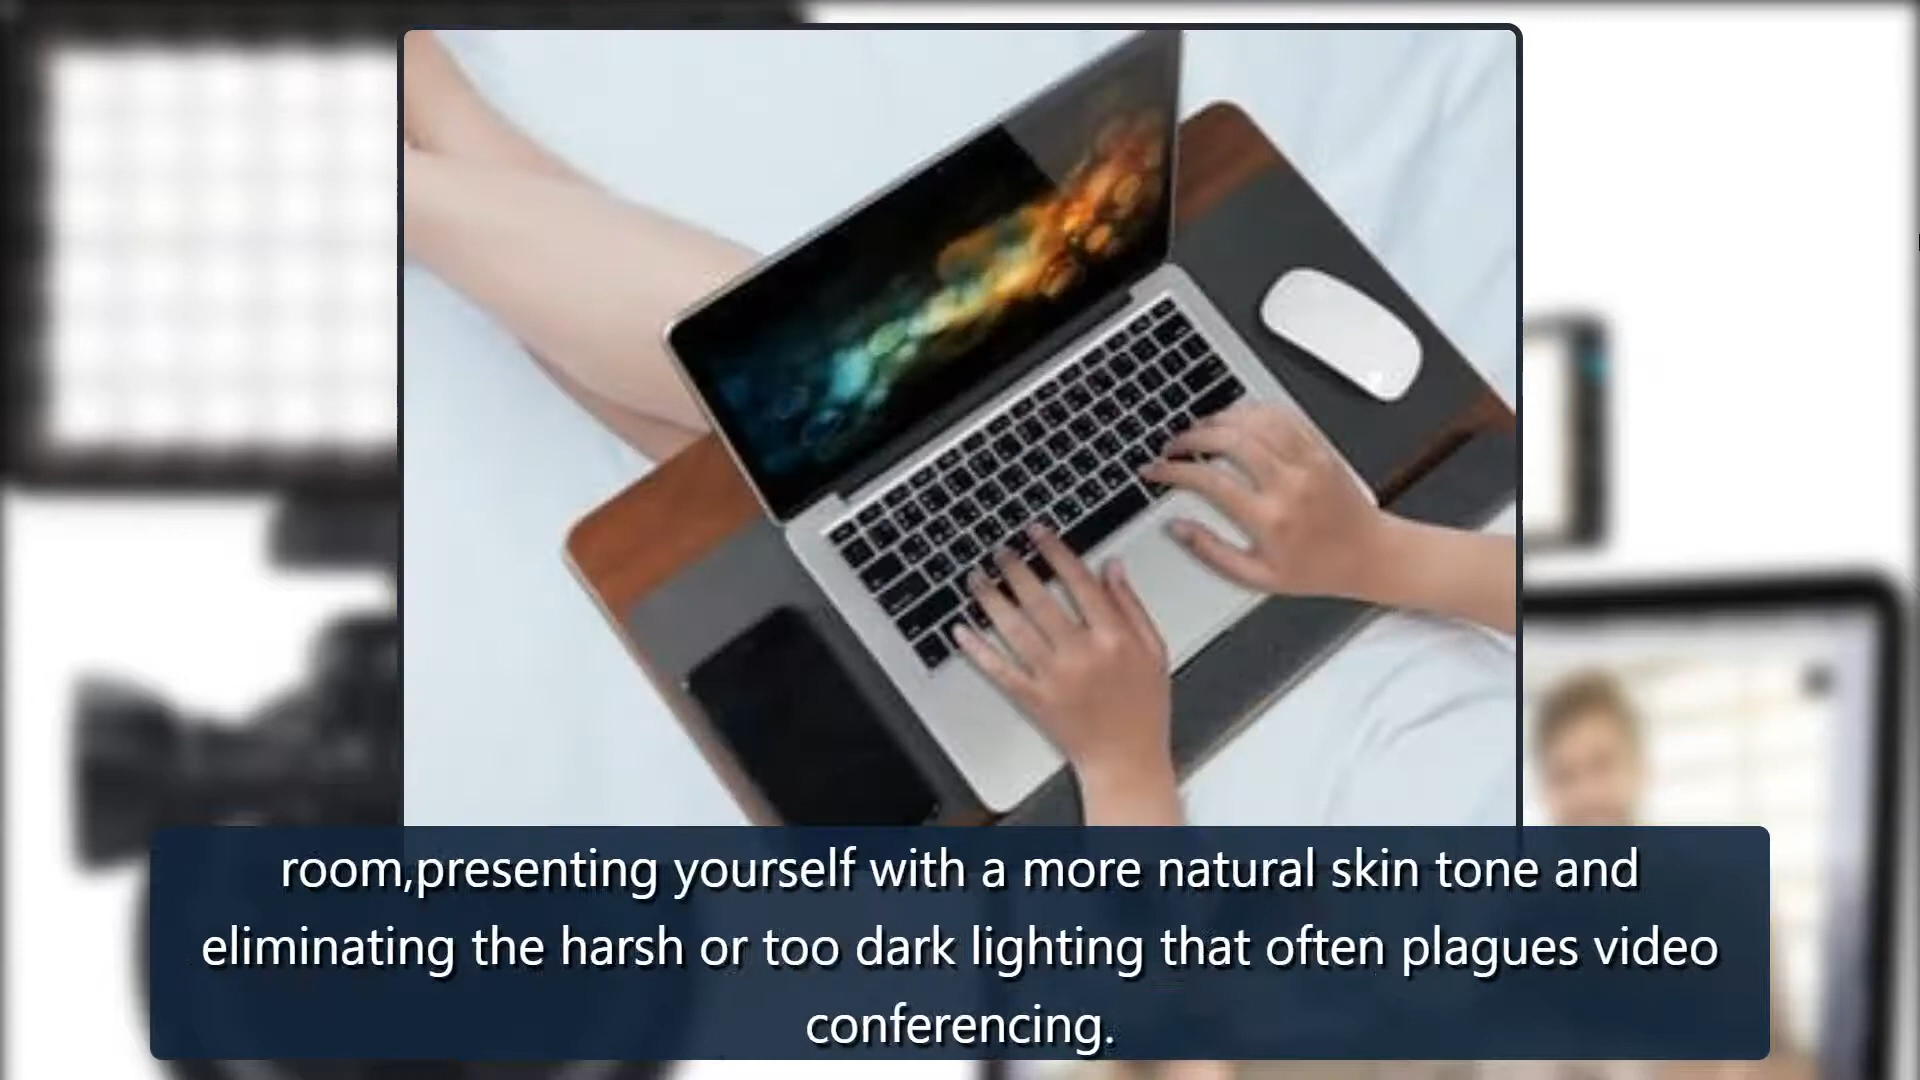 room,presenting yourself with a more natural skin tone and
eliminating the harsh or too dark lighting that often plagues video
conferencing.